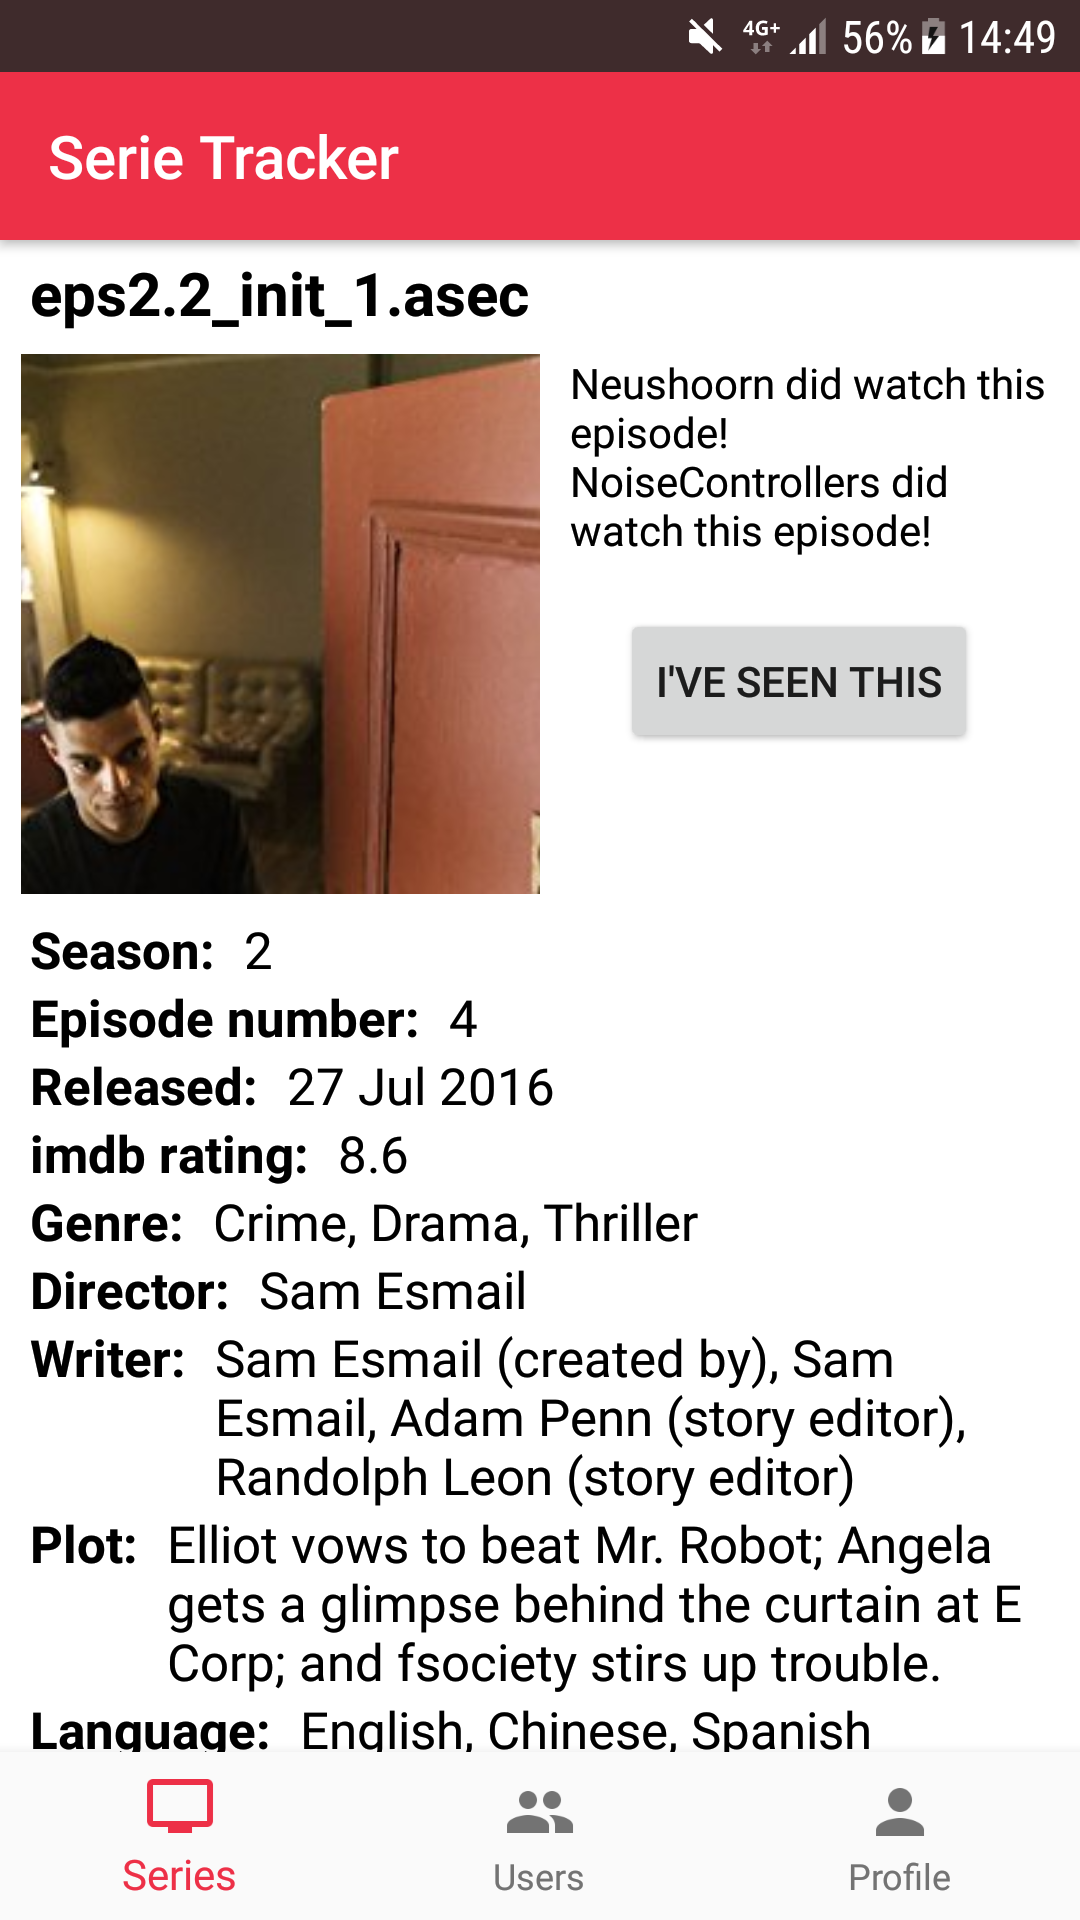 4G+ 56% 14:49
Serie Tracker
eps2.2_init_1.asec
Neushoorn did watch this
episode!
NoiseControllers did
watch this episode!
I'VE SEEN THIS
Season: 2
Episode number: 4
Released: 27 Jul 2016
imdb rating: 8.6
Genre: Crime, Drama, Thriller
Director: Sam Esmail
Writer: Sam Esmail (created by), Sam
Esmail, Adam Penn (story editor),
Randolph Leon (story editor)
Plot: Elliot vows to beat Mr. Robot; Angela
gets a glimpse behind the curtain at E
Corp; and fsociety stirs up trouble.
Language: English, Chinese, Spanish
Series Users Profile